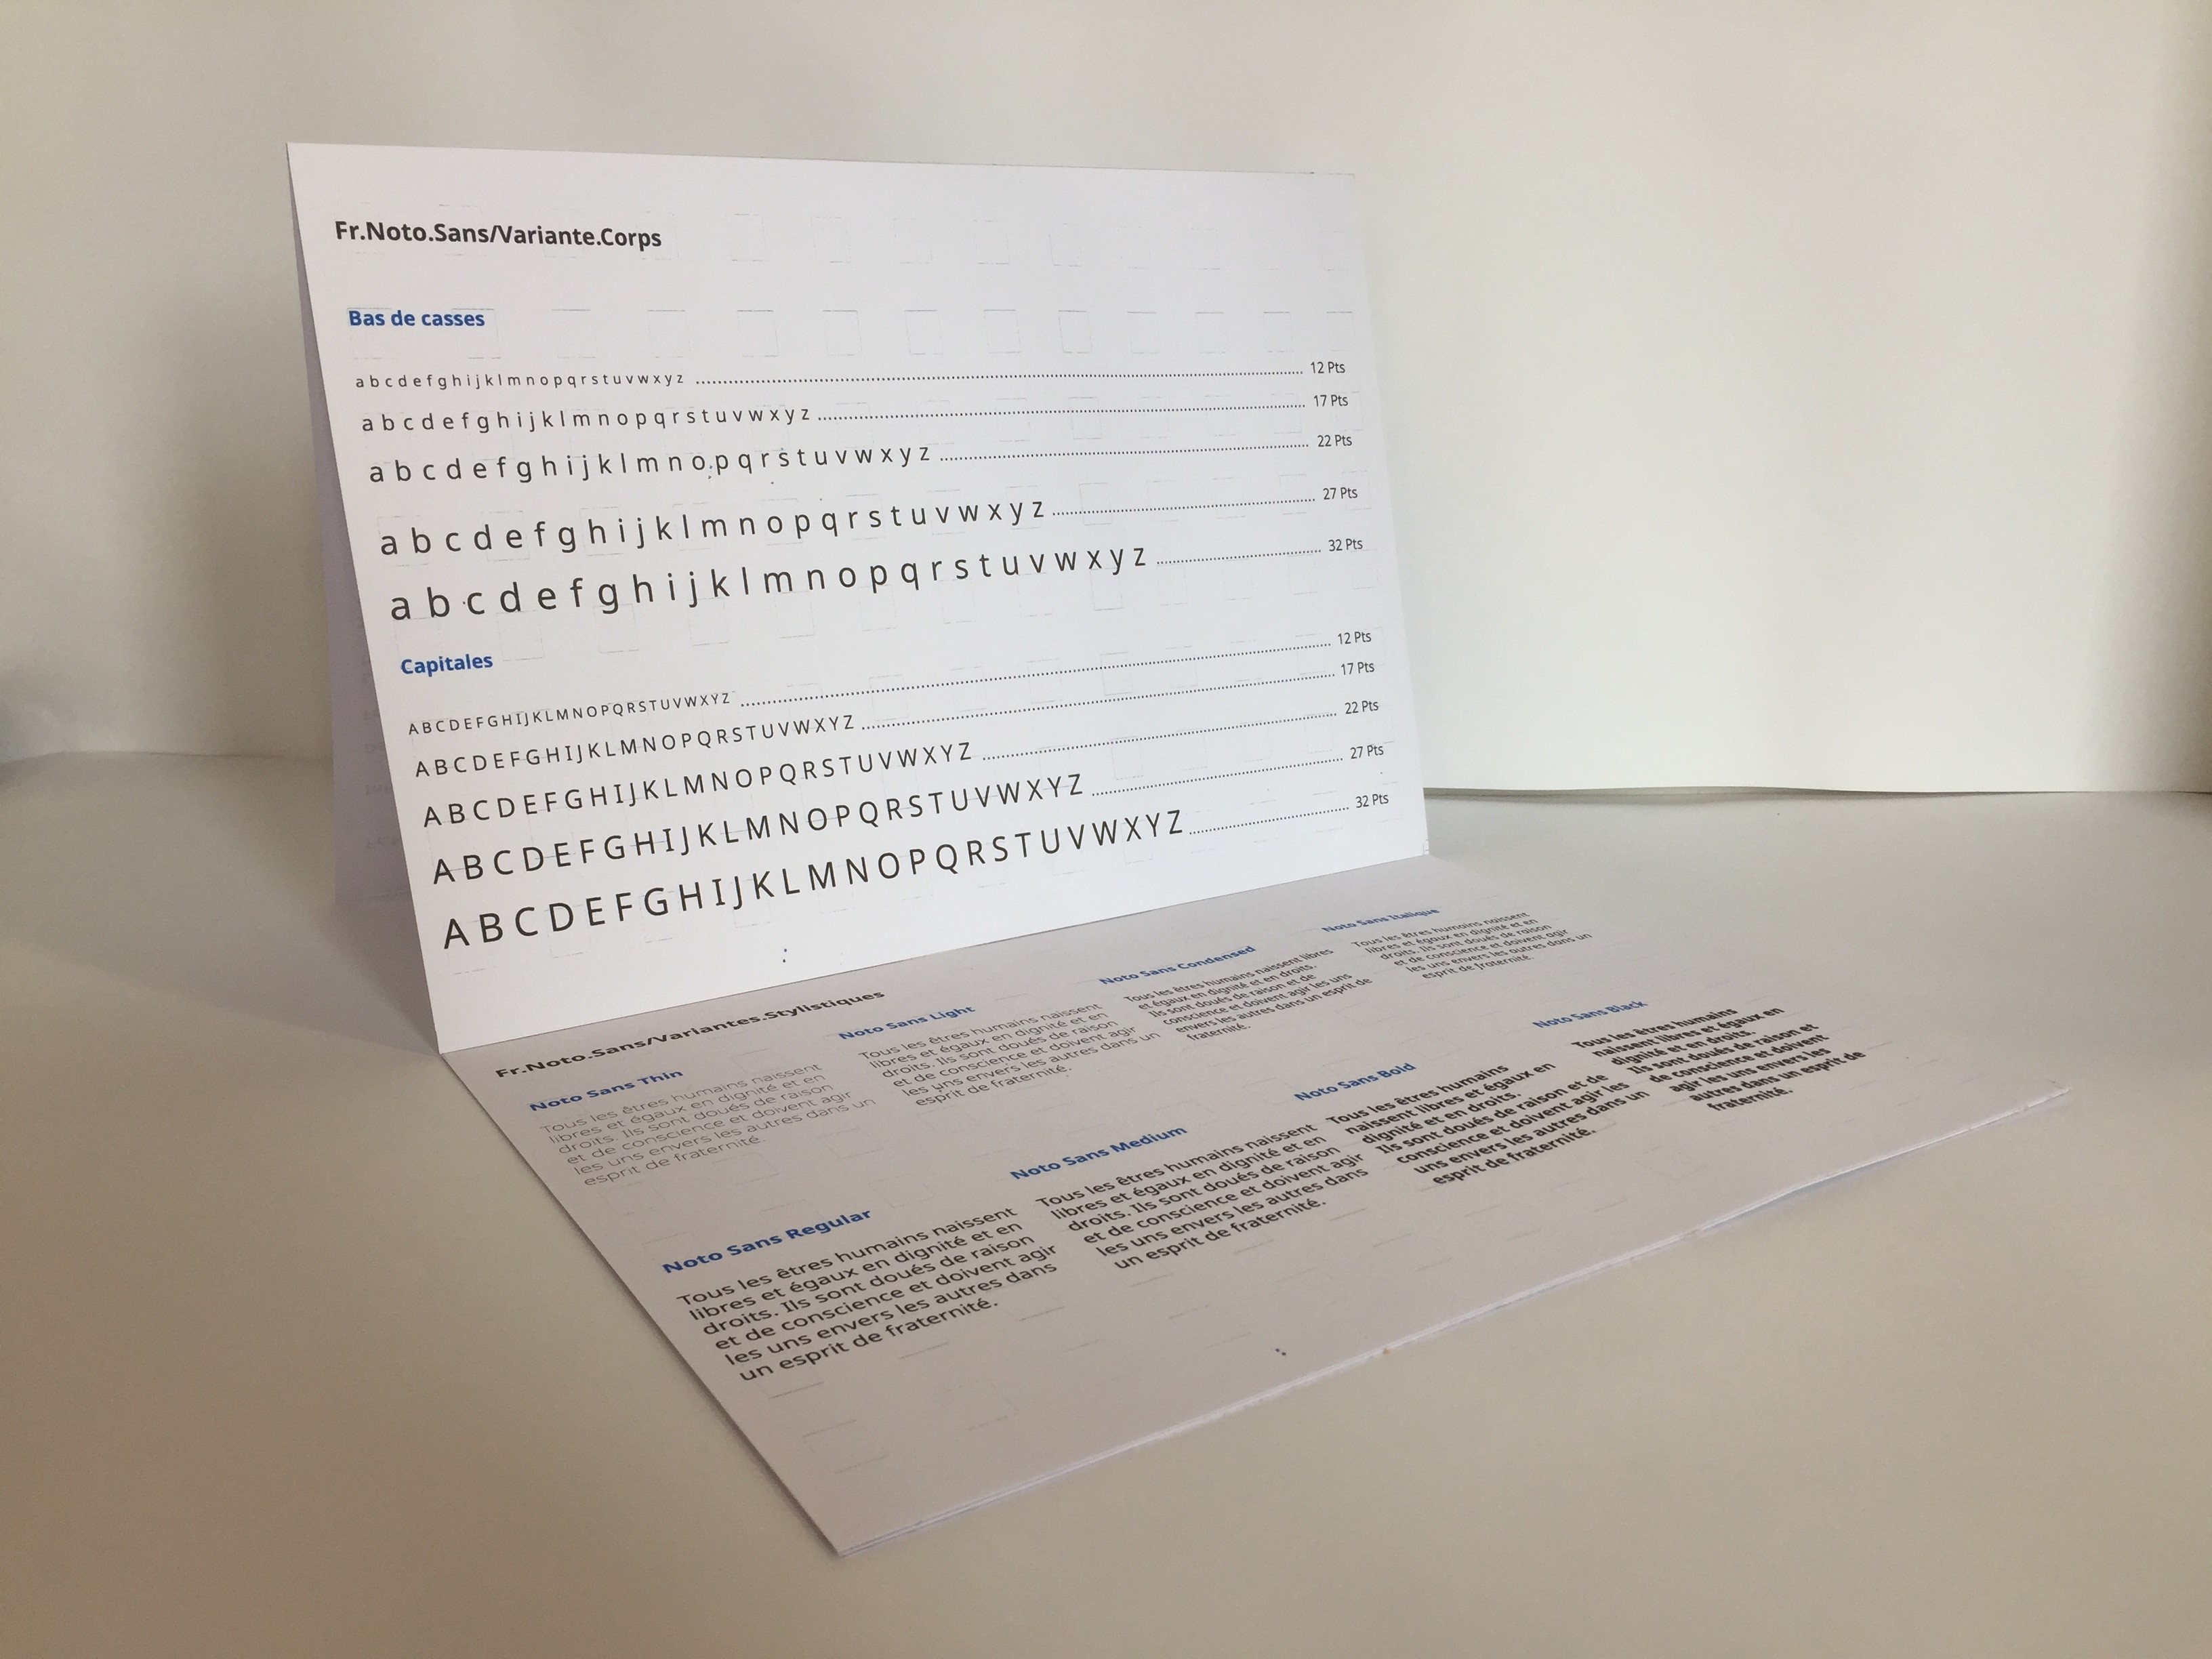 Fr.Noto.Sans/Variante.Corps
Bas de casses
a b c d e f g h i j k l m n o p q r s t u v w x y z ........ 12 Pts
a b c d e f g h i j k l m n o p q r s t u v w x y z ........ 17 Pts
a b c d e f g h i j k l m n o p q r s t u v w x y z ........ 22 Pts
a b c d e f g h i j k l m n o p q r s t u v w x y z ........ 27 Pts
a b c d e f g h i j k l m n o p q r s t u v w x y z ........ 32 Pts
Capitales
A B C D E F G H I J K L M N O P Q R S T U V W X Y Z ........ 12 Pts
A B C D E F G H I J K L M N O P Q R S T U V W X Y Z ........ 17 Pts
A B C D E F G H I J K L M N O P Q R S T U V W X Y Z ........ 22 Pts
A B C D E F G H I J K L M N O P Q R S T U V W X Y Z ........ 27 Pts
A B C D E F G H I J K L M N O P Q R S T U V W X Y Z ........ 32 Pts
Fr.Noto.Sans/Variantes.Stylistiques
Noto Sans Thin
Tous les êtres humains naissent
libres et égaux en dignité et en
droits. Ils sont doués de raison
et de conscience et doivent agir
les uns envers les autres dans un
esprit de fraternité.
Noto Sans Light
Tous les êtres humains naissent
libres et égaux en dignité et en
droits. Ils sont doués de raison
et de conscience et doivent agir
les uns envers les autres dans un
esprit de fraternité.
Noto Sans Condensed
Tous les êtres humains naissent libres
et égaux en dignité et en droits.
Ils sont doués de raison et de
conscience et doivent agir les uns
envers les autres dans un esprit de
fraternité.
Noto Sans Italique
Tous les êtres humains naissent
libres et égaux en dignité et en
droits. Ils sont doués de raison
et de conscience et doivent agir
les uns envers les autres dans un
esprit de fraternité.
Noto Sans Regular
Tous les êtres humains naissent
libres et égaux en dignité et en
droits. Ils sont doués de raison
et de conscience et doivent agir
les uns envers les autres dans
un esprit de fraternité.
Noto Sans Medium
Tous les êtres humains naissent
libres et égaux en dignité et en
droits. Ils sont doués de raison
et de conscience et doivent agir
les uns envers les autres dans
un esprit de fraternité.
Noto Sans Bold
Tous les êtres humains
naissent libres et égaux en
dignité et en droits.
Ils sont doués de raison et de
conscience et doivent agir les
uns envers les autres dans un
esprit de fraternité.
Noto Sans Black
Tous les êtres humains
naissent libres et égaux en
dignité et en droits.
Ils sont doués de raison et
de conscience et doivent
agir les uns envers les
autres dans un esprit de
fraternité.